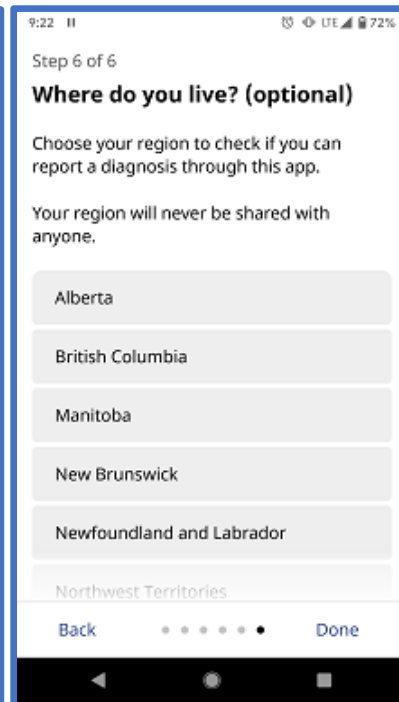 9:22
LTE 72%
Step 6 of 6
Where do you live? (optional)
Choose your region to check if you can
report a diagnosis through this app.
Your region will never be shared with
anyone.
Alberta
British Columbia
Manitoba
New Brunswick
Newfoundland and Labrador
Northwest Territories
Back Done